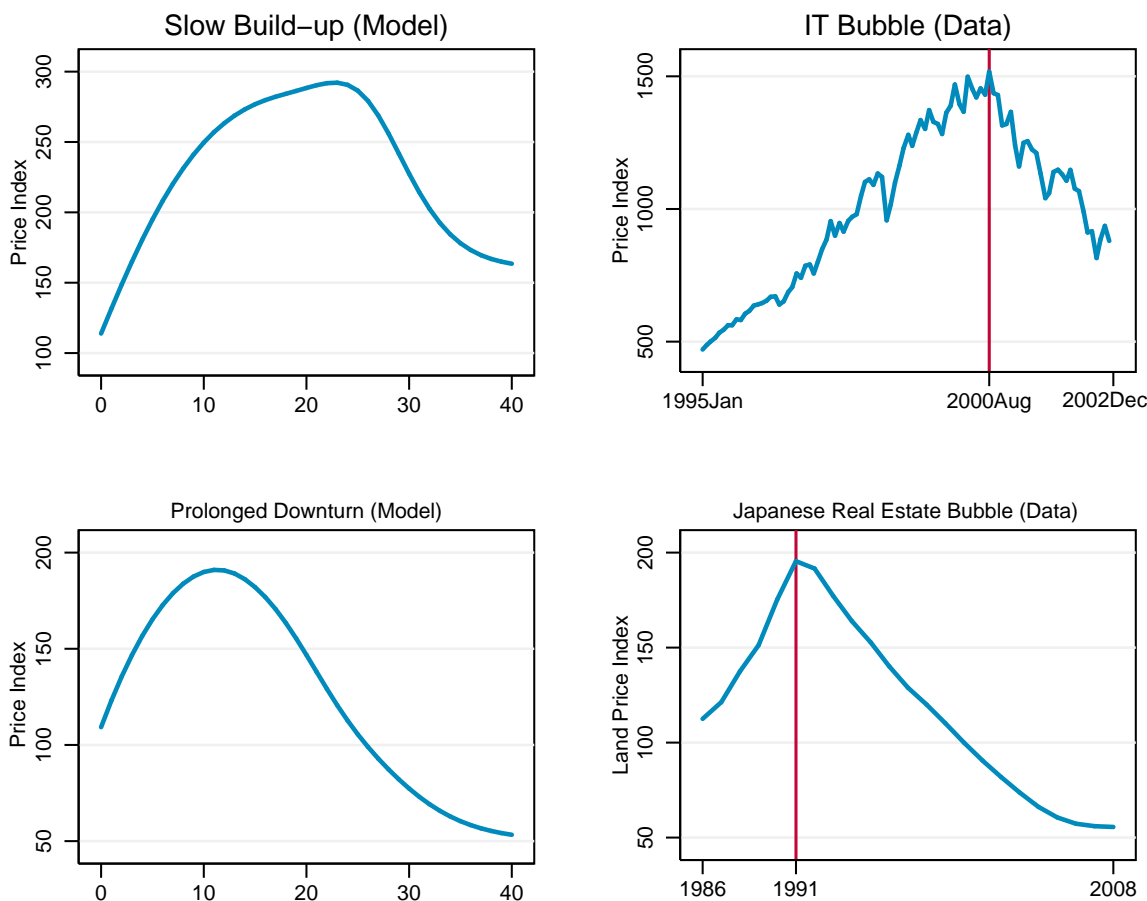 Slow Build−up (Model)
Price Index
300
250
200
150
100
0 10 20 30 40
IT Bubble (Data)
Price Index
1500
1000
500
1995Jan 2000Aug 2002Dec
Prolonged Downturn (Model)
Price Index
200
150
100
50
0 10 20 30 40
Japanese Real Estate Bubble (Data)
Land Price Index
200
150
100
50
1986 1991 2008